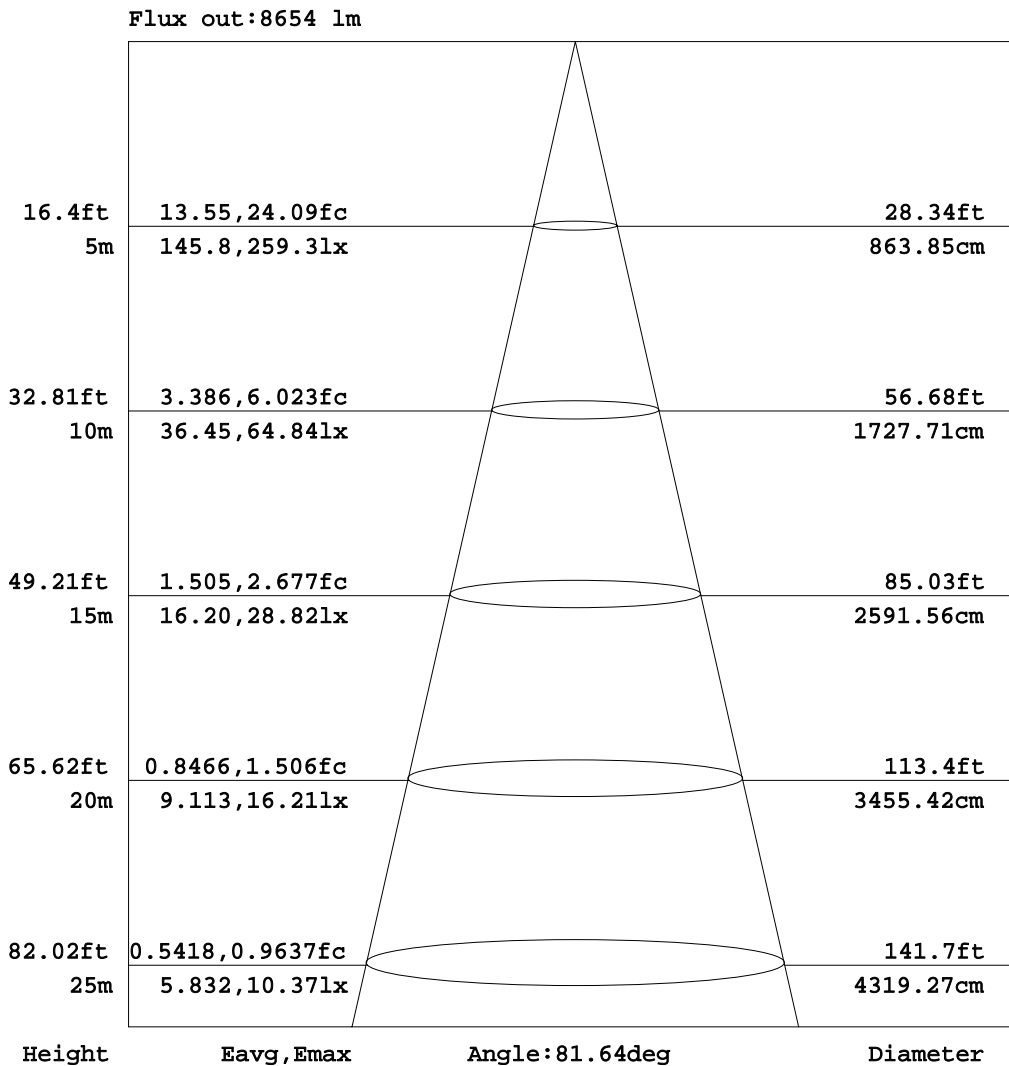 Flux out:8654 lm
16.4ft 13.55,24.09fc 28.34ft
5m 145.8,259.3lx 863.85cm
32.81ft 3.386,6.023fc 56.68ft
10m 36.45,64.84lx 1727.71cm
49.21ft 1.505,2.677fc 85.03ft
15m 16.20,28.82lx 2591.56cm
65.62ft 0.8466,1.506fc 113.4ft
20m 9.113,16.21lx 3455.42cm
82.02ft 0.5418,0.9637fc 141.7ft
25m 5.832,10.37lx 4319.27cm
Height Eavg,Emax Angle:81.64deg Diameter